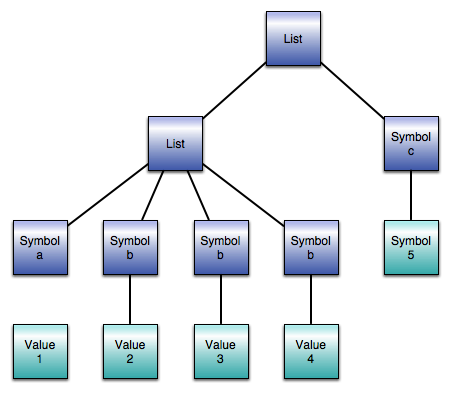 List
List
Symbol
c
Symbol
a
Symbol
b
Symbol
b
Symbol
b
Symbol
5
Value
1
Value
2
Value
3
Value
4